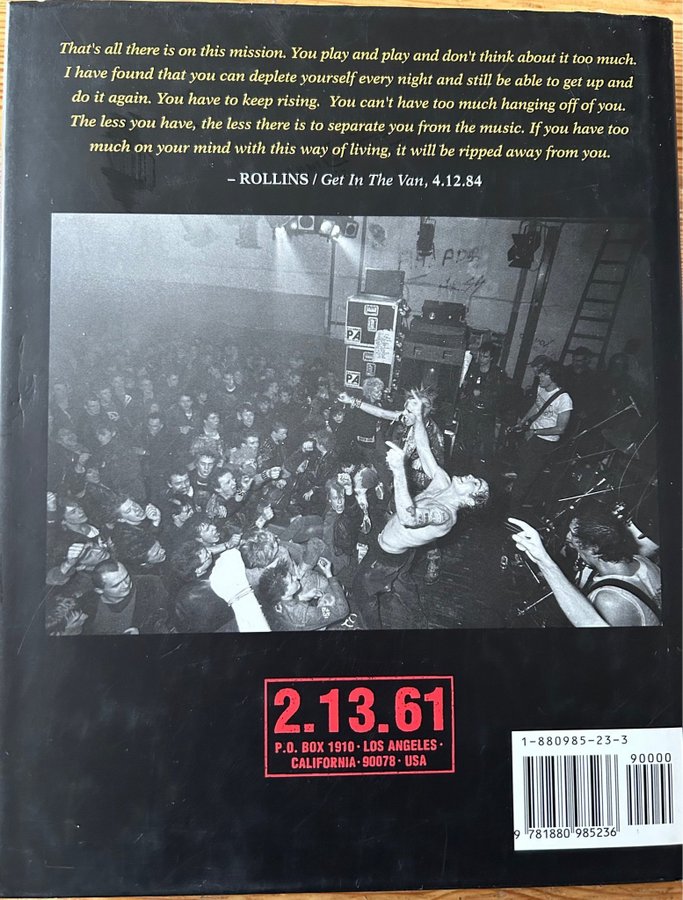 That's all there is on this mission. You play and play and don't think about it too much.
I have found that you can deplete yourself every night and still be able to get up and
do it again. You have to keep rising. You can't have too much hanging off of you.
The less you have, the less there is to separate you from the music. If you have too
much on your mind with this way of living, it will be ripped away from you.
– ROLLINS / Get In The Van, 4.12.84
PA
PA
2.13.61
P.O. BOX 1910 · LOS ANGELES ·
CALIFORNIA · 90078 · USA
1-880985-23-3
90000
9 781880 985236